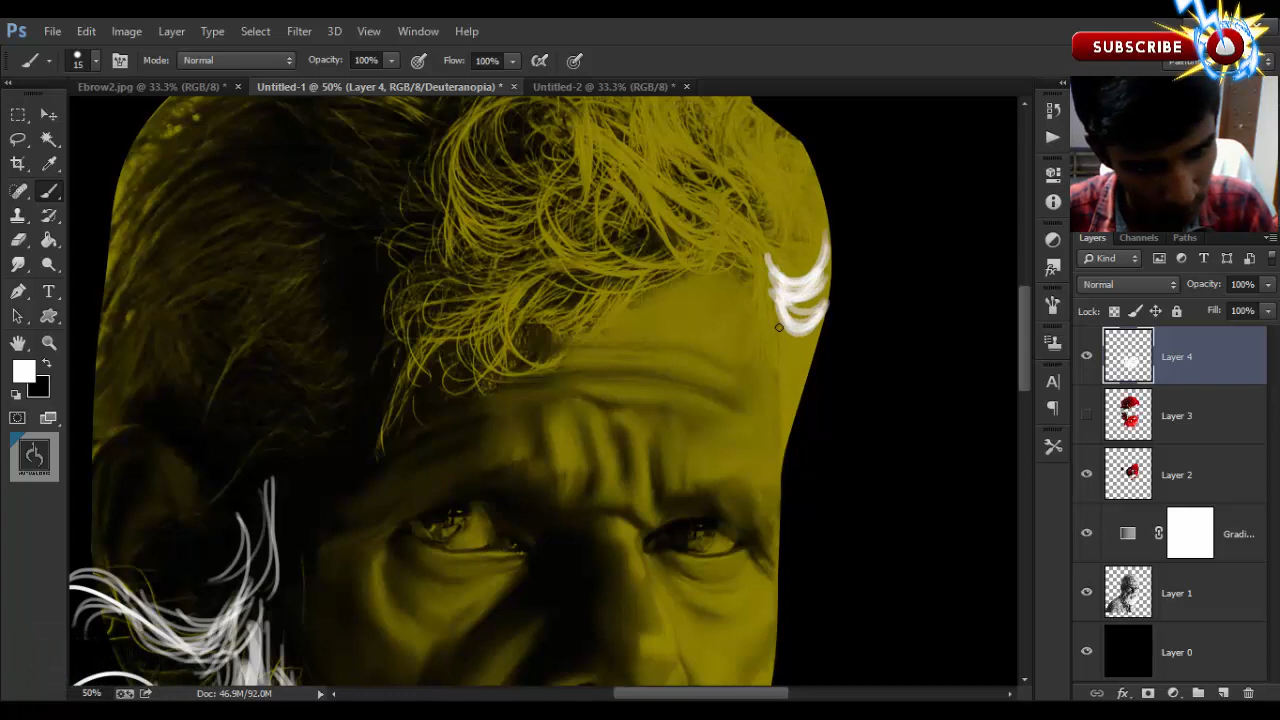 SUBSCRIBE
Ps File Edit Image Layer Type Select Filter 3D View Window Help
15 Mode: Normal Opacity: 100% Flow: 100%
Ebrow2.jpg @ 33.3% (RGB/8) * × Untitled-1 @ 50% (Layer 4, RGB/8/Deuteranopia) * × Untitled-2 @ 33.3% (RGB/8) * ×
Layers Channels Paths
Kind
Normal Opacity: 100%
Lock: Fill: 100%
Layer 4
Layer 3
Layer 2
Gradi...
Layer 1
Layer 0
50% Doc: 46.9M/92.0M